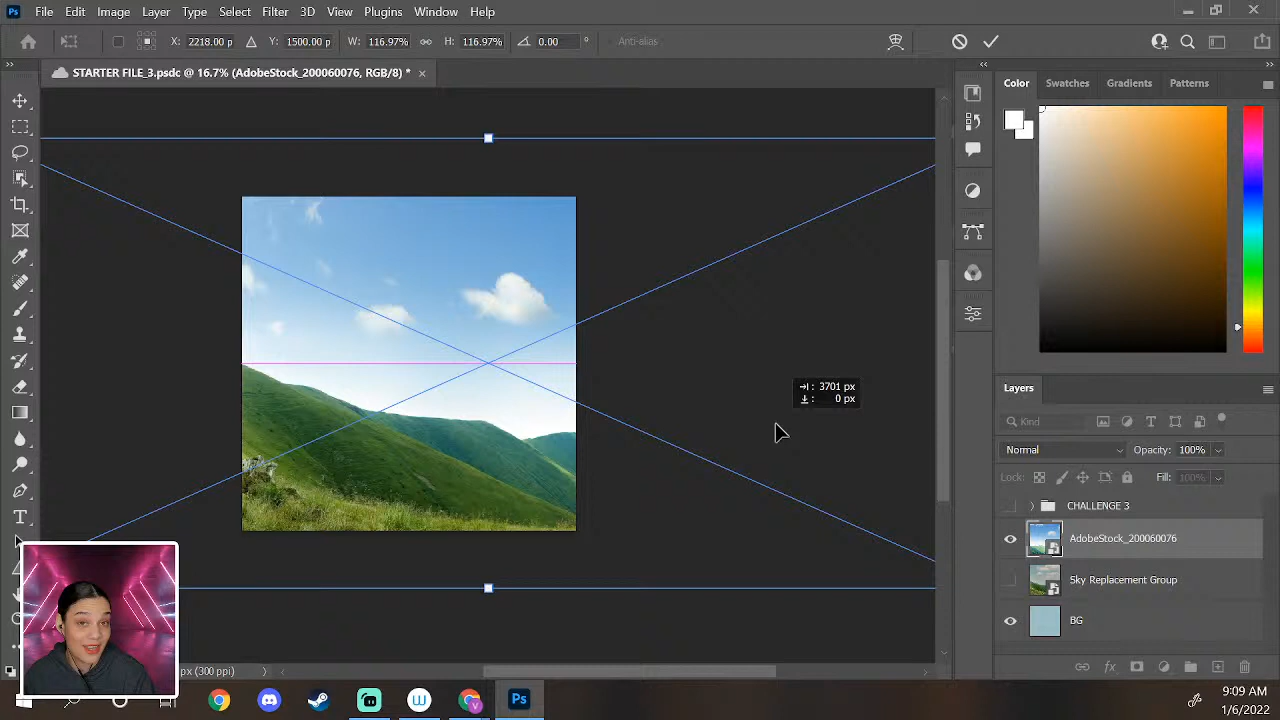 Ps File Edit Image Layer Type Select Filter 3D View Plugins Window Help
X: 2218.00 p Y: 1500.00 p W: 116.97% H: 116.97% 0.00 ° Anti-alias
STARTER FILE_3.psdc @ 16.7% (AdobeStock_200060076, RGB/8) *
Color Swatches Gradients Patterns
: 3701 px
: 0 px
Layers
Kind
Normal Opacity: 100%
Lock: Fill: 100%
CHALLENGE 3
AdobeStock_200060076
Sky Replacement Group
BG
px (300 ppi)
Ps
9:09 AM
1/6/2022